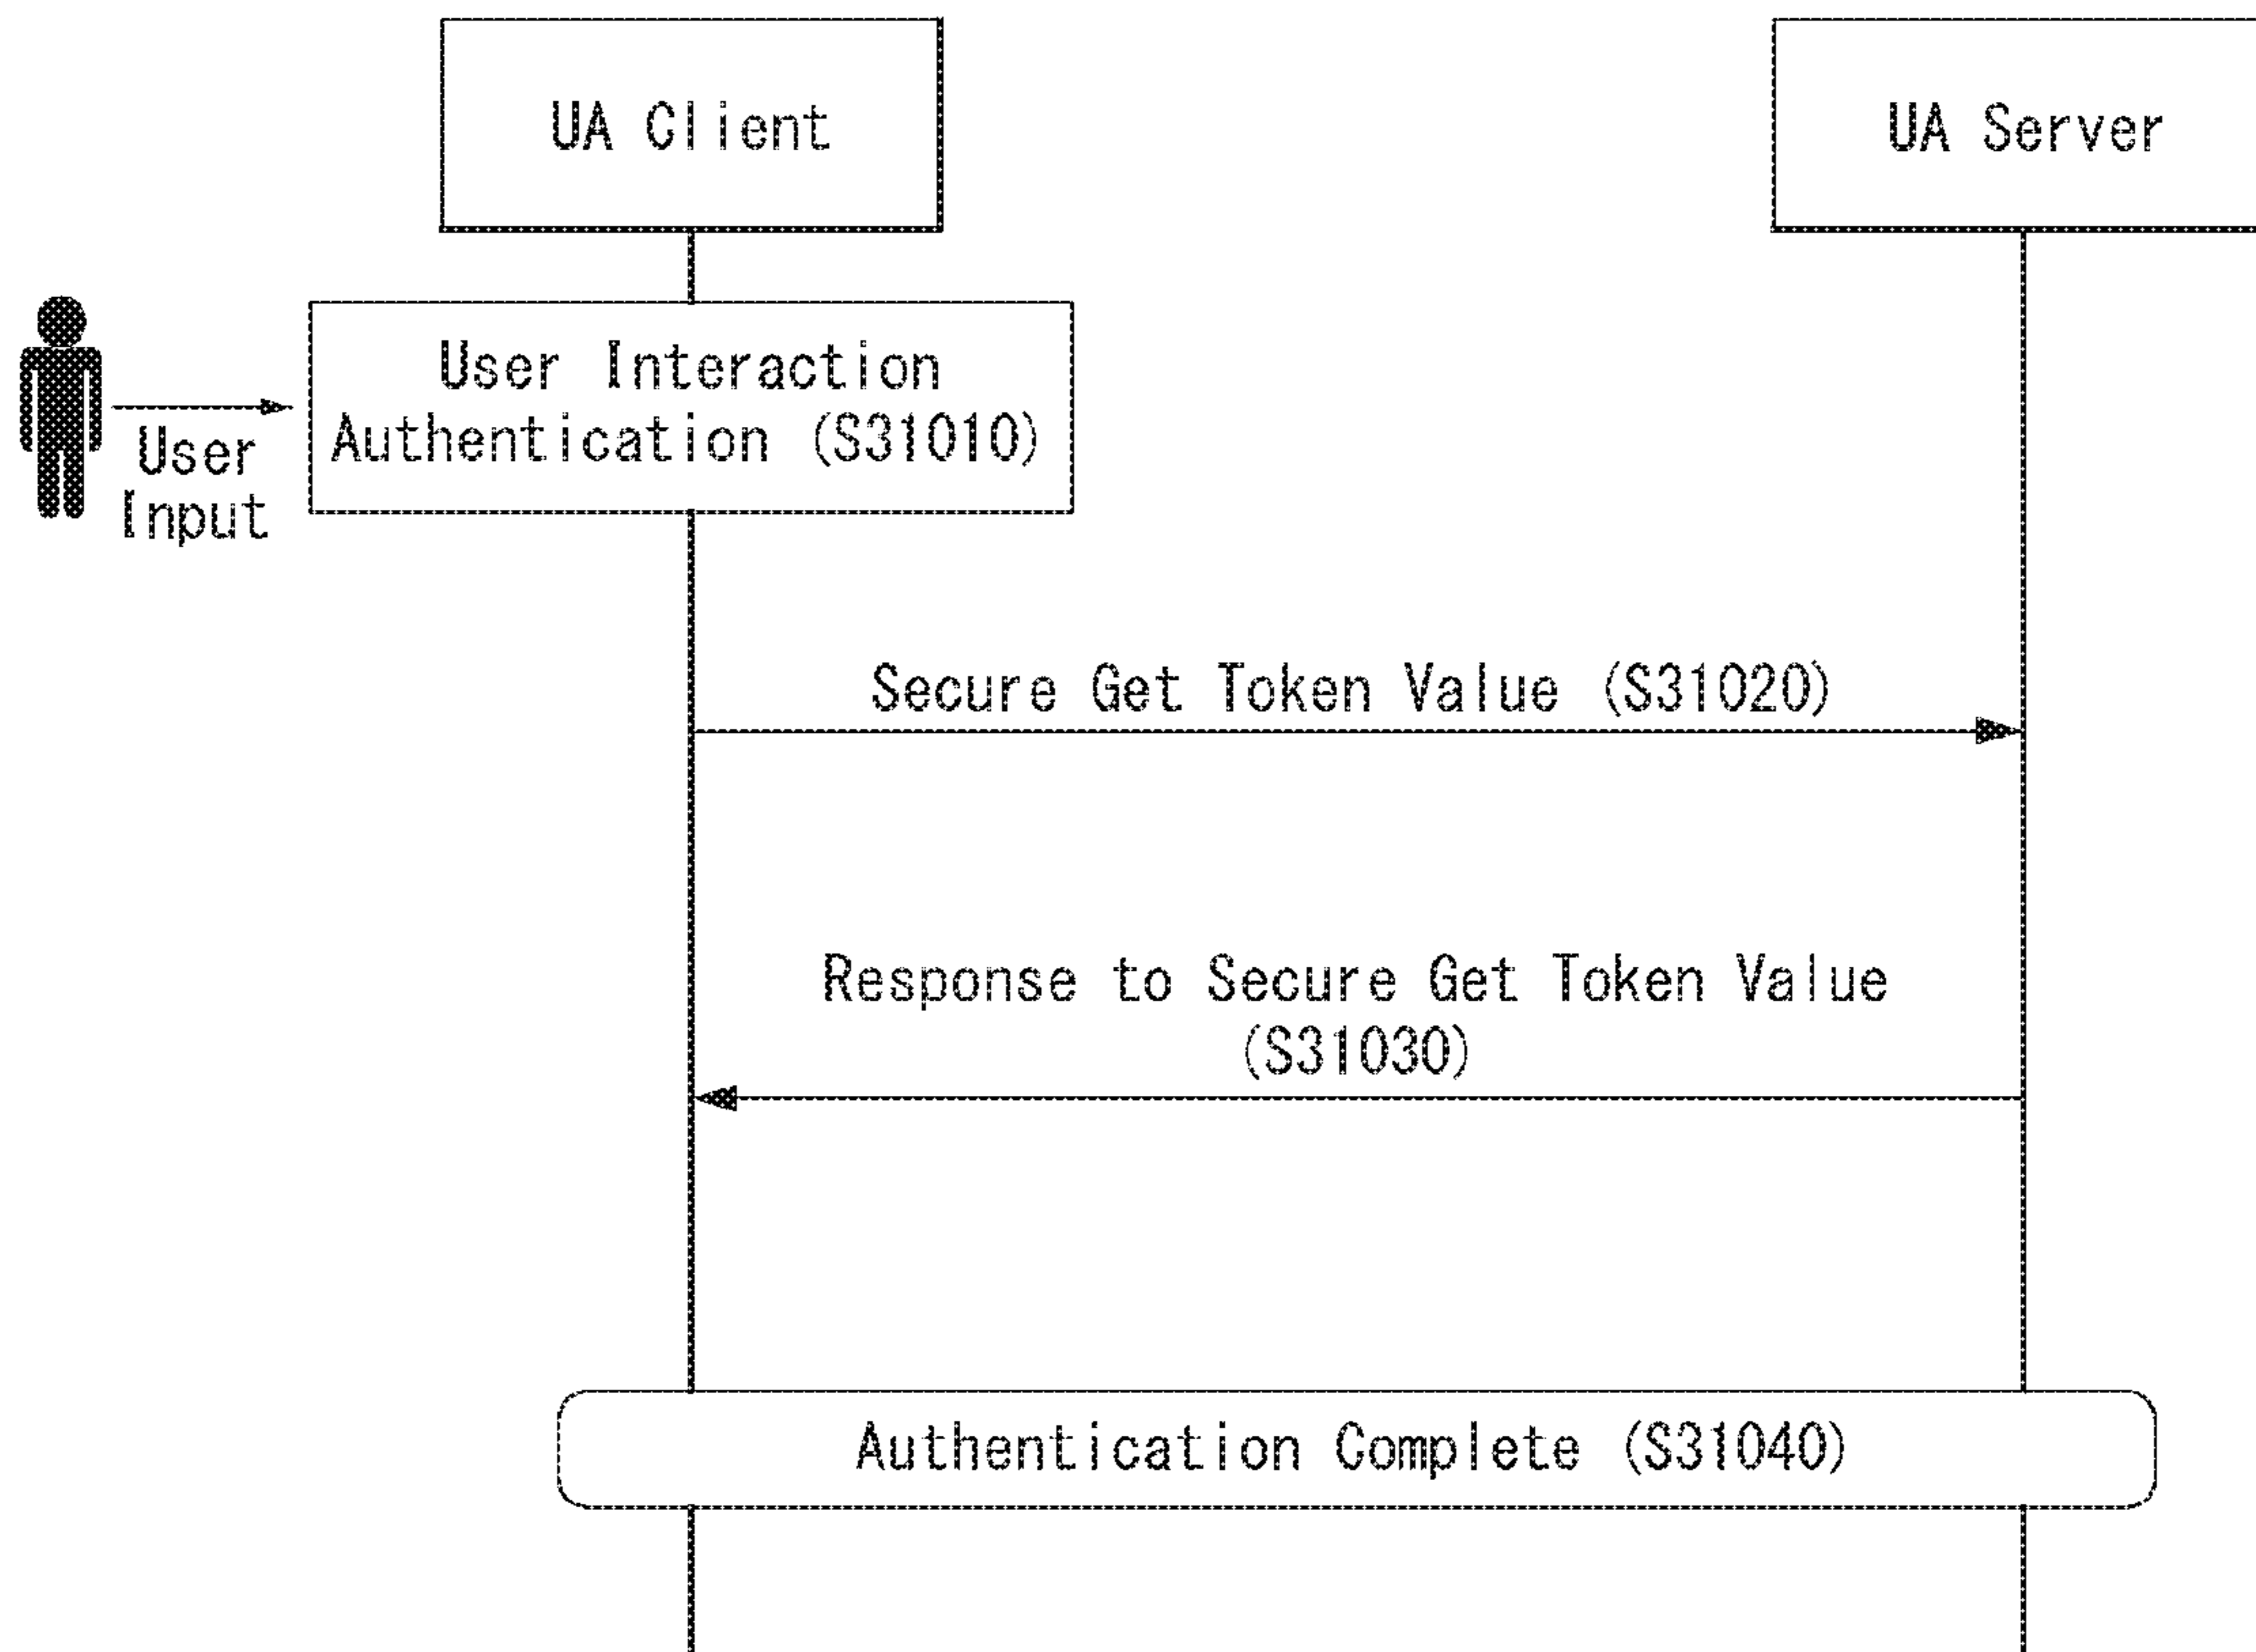 UA Client
UA Server
User Interaction
Authentication (S31010)
User
Input
Secure Get Token Value (S31020)
Response to Secure Get Token Value
(S31030)
Authentication Complete (S31040)